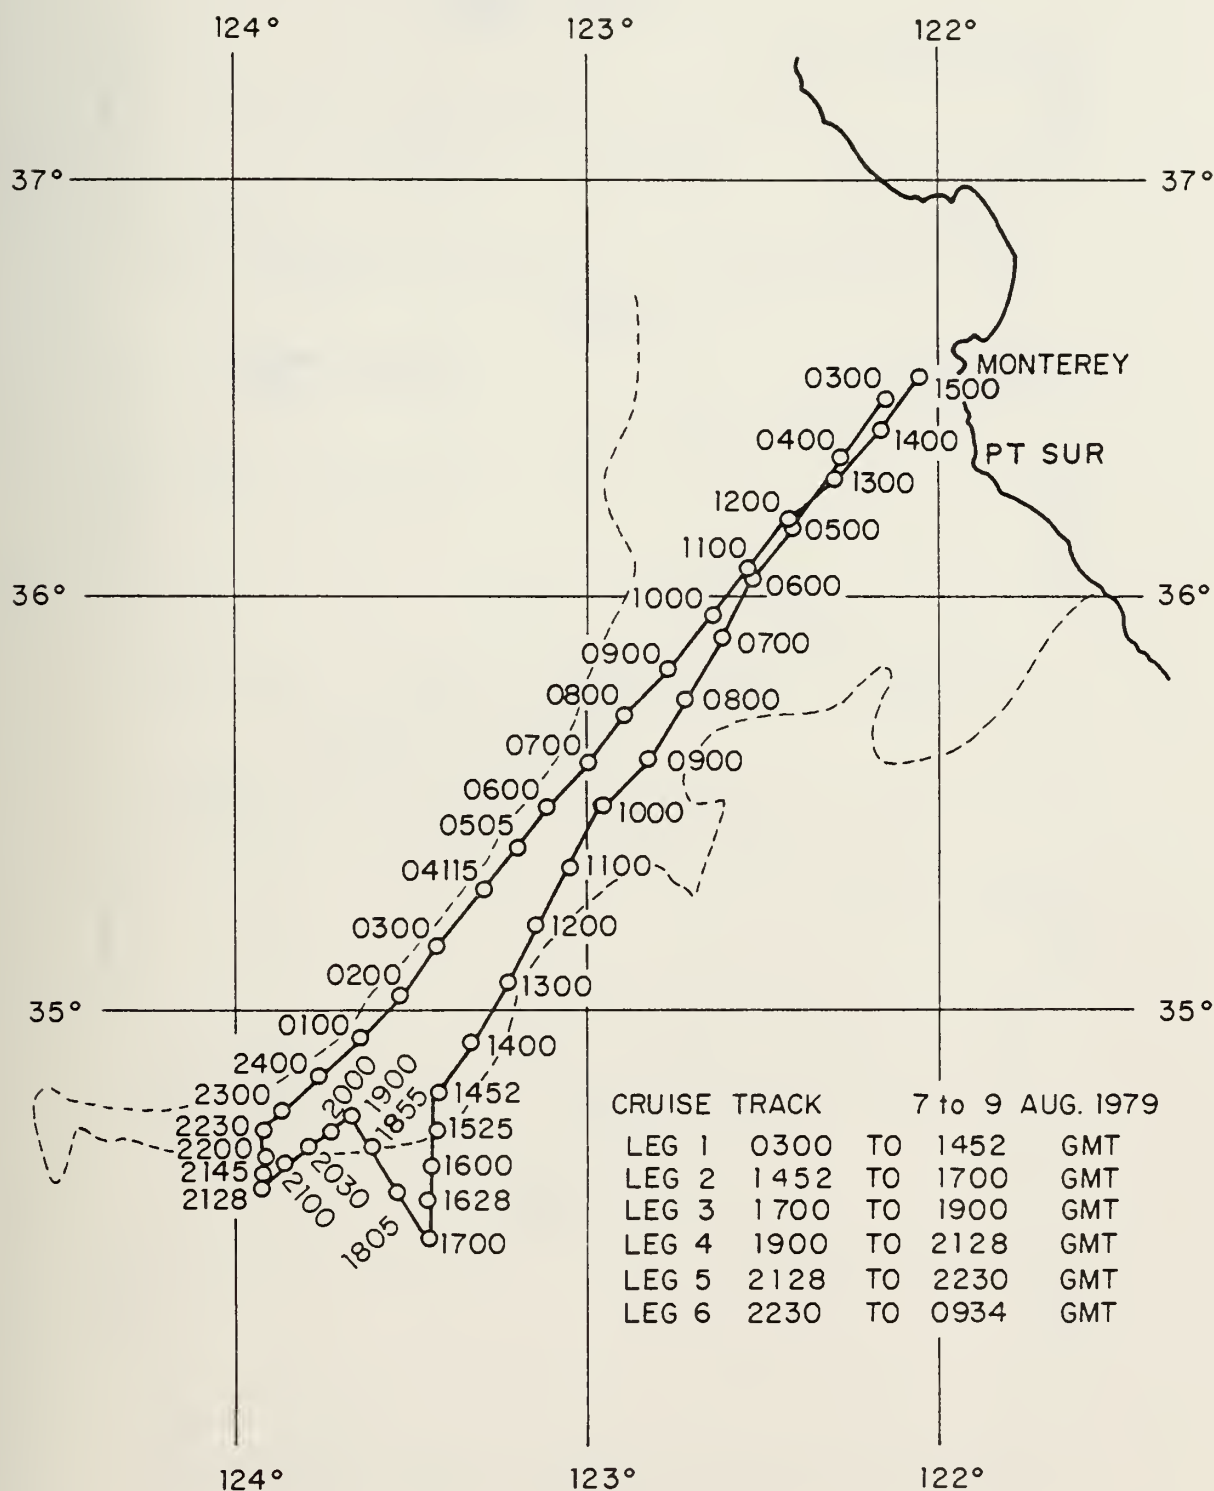 124° 123° 122°
37° 37°
MONTEREY
0300 1500
0400 1400
PT SUR
1300
1200 0500
1100
0600
36° 1000 36°
0700
0900
0800 0800
0700 0900
0600 1000
0505
1100
04115
1200
0300
0200 1300
35° 35°
0100 1400
2400
2300 2000 1900 1855 1452
2230 1525
2200 1600
2145 2030
2128 2100 1805 1628
1700
CRUISE TRACK 7 to 9 AUG. 1979
LEG 1 0300 TO 1452 GMT
LEG 2 1452 TO 1700 GMT
LEG 3 1700 TO 1900 GMT
LEG 4 1900 TO 2128 GMT
LEG 5 2128 TO 2230 GMT
LEG 6 2230 TO 0934 GMT
124° 123° 122°